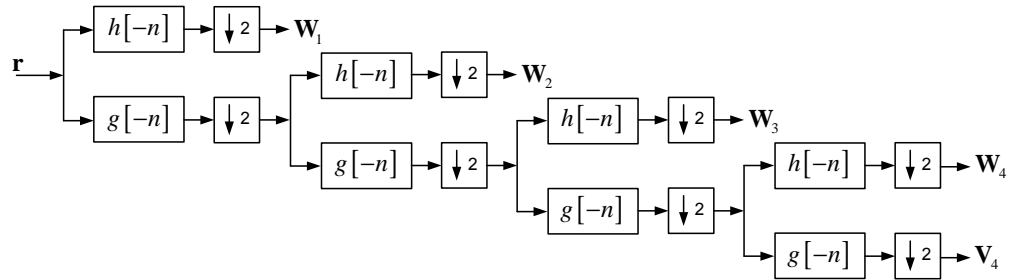 h[−n] ↓ 2 W₁
r
g[−n] ↓ 2
h[−n] ↓ 2 W₂
g[−n] ↓ 2
h[−n] ↓ 2 W₃
g[−n] ↓ 2
h[−n] ↓ 2 W₄
g[−n] ↓ 2 V₄